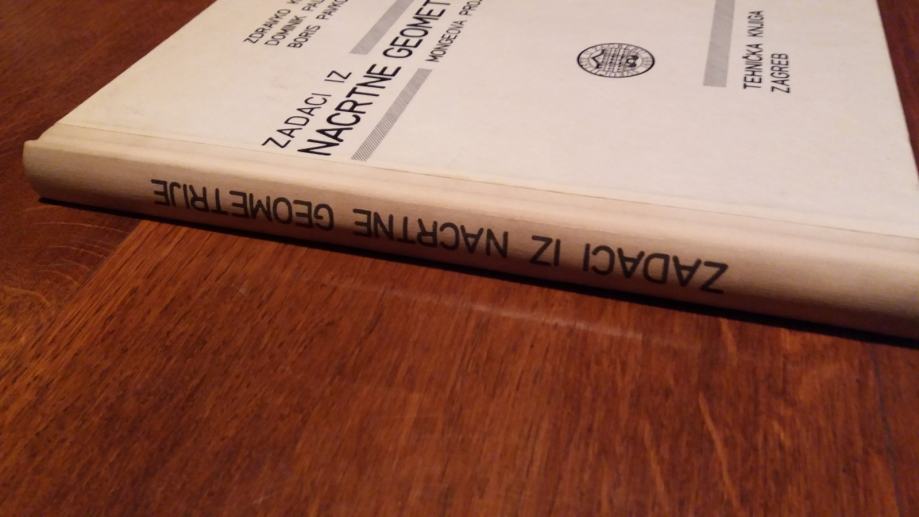 ZDRAVKO
DOMINIK
BORIS
ZADACI IZ
NACRTNE GEOMET
MONGEOVA
TEHNIČKA KNJIGA
ZAGREB
ZADACI IZ NACRTNE GEOMETRIJE